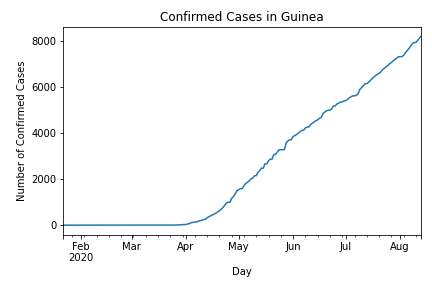 Confirmed Cases in Guinea
Number of Confirmed Cases
8000
6000
4000
2000
0
Feb Mar Apr May Jun Jul Aug
2020
Day